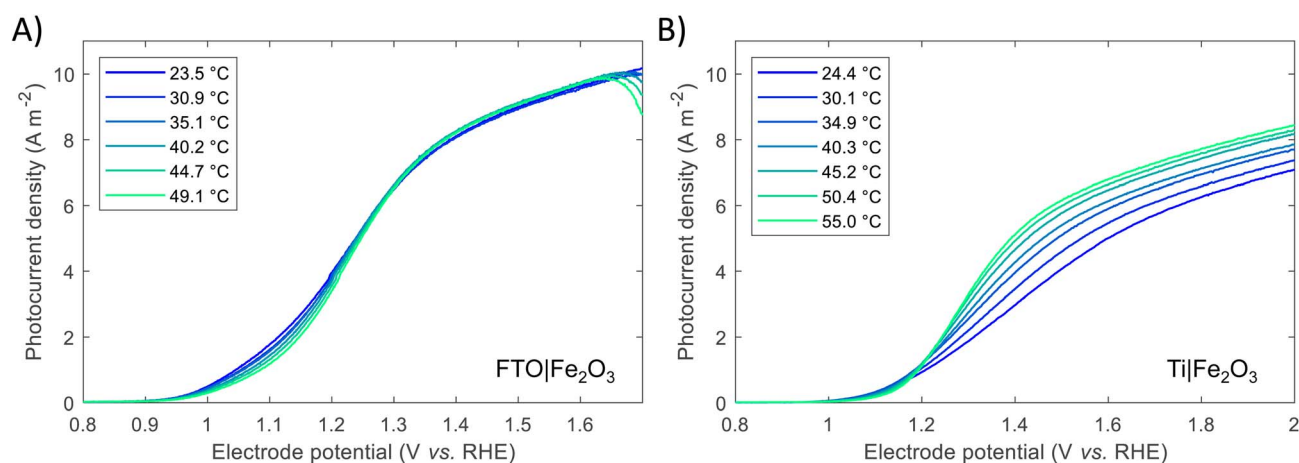 A)
Photocurrent density (A m⁻²)
10
8
6
4
2
0
23.5 °C
30.9 °C
35.1 °C
40.2 °C
44.7 °C
49.1 °C
FTO|Fe₂O₃
0.8 0.9 1 1.1 1.2 1.3 1.4 1.5 1.6
Electrode potential (V vs. RHE)
B)
Photocurrent density (A m⁻²)
10
8
6
4
2
0
24.4 °C
30.1 °C
34.9 °C
40.3 °C
45.2 °C
50.4 °C
55.0 °C
Ti|Fe₂O₃
0.8 1 1.2 1.4 1.6 1.8 2
Electrode potential (V vs. RHE)